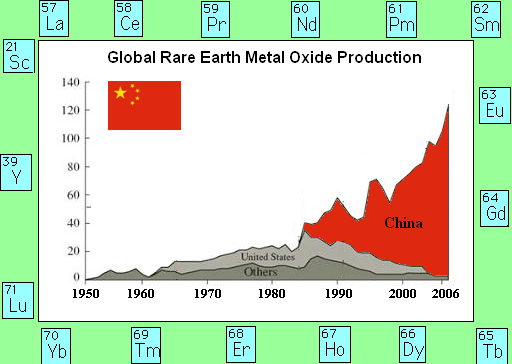 57
La
58
Ce
59
Pr
60
Nd
61
Pm
62
Sm
21
Sc
Global Rare Earth Metal Oxide Production
63
Eu
39
Y
64
Gd
71
Lu
140
120
100
80
60
40
20
0
China
United States
Others
1950
1960
1970
1980
1990
2000
2006
70
Yb
69
Tm
68
Er
67
Ho
66
Dy
65
Tb